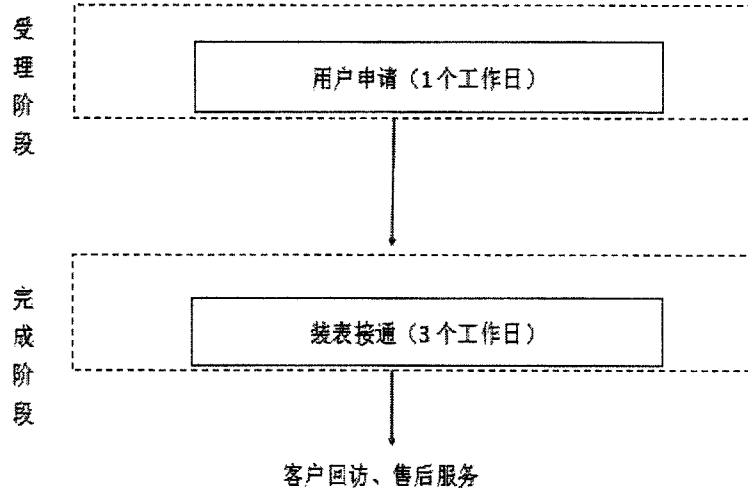 受理阶段
用户申请（1个工作日）
完成阶段
装表接通（3个工作日）
客户回访、售后服务